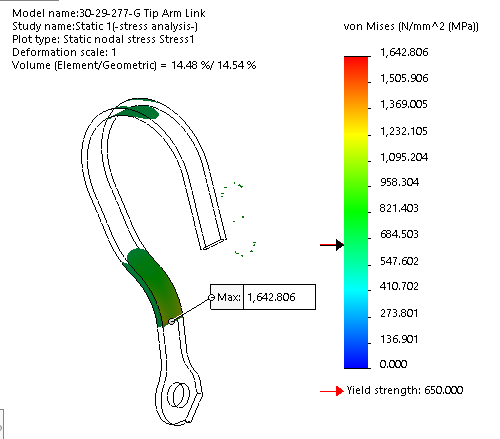 Model name:30-29-277-G Tip Arm Link
Study name:Static 1(-stress analysis-)
Plot type: Static nodal stress Stress1
Deformation scale: 1
Volume (Element/Geometric) = 14.48 %/ 14.54 %
von Mises (N/mm^2 (MPa))
1,642.806
1,505.906
1,369.005
1,232.105
1,095.204
958.304
821.403
684.503
547.602
410.702
273.801
136.901
0.000
Yield strength: 650.000
Max: 1,642.806